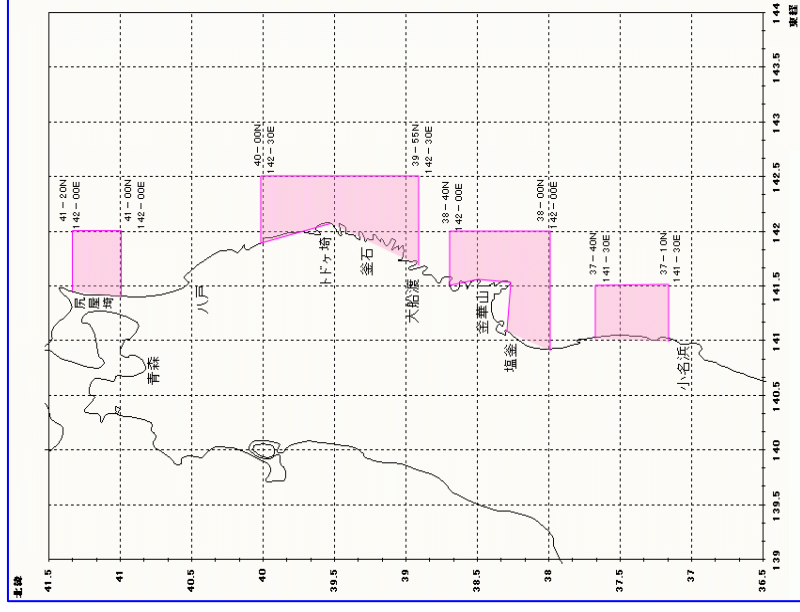 北緯
41.5
41
40.5
40
39.5
39
38.5
38
37.5
37
36.5
東経
144
143.5
143
142.5
142
141.5
141
140.5
140
139.5
139
41-20N
142-00E
41-00N
142-00E
40-00N
142-30E
39-55N
142-30E
38-40N
142-00E
38-00N
142-00E
37-40N
141-30E
37-10N
141-30E
尻屋埼
八戸
青森
トドヶ埼
釜石
大船渡
金華山
塩釜
小名浜